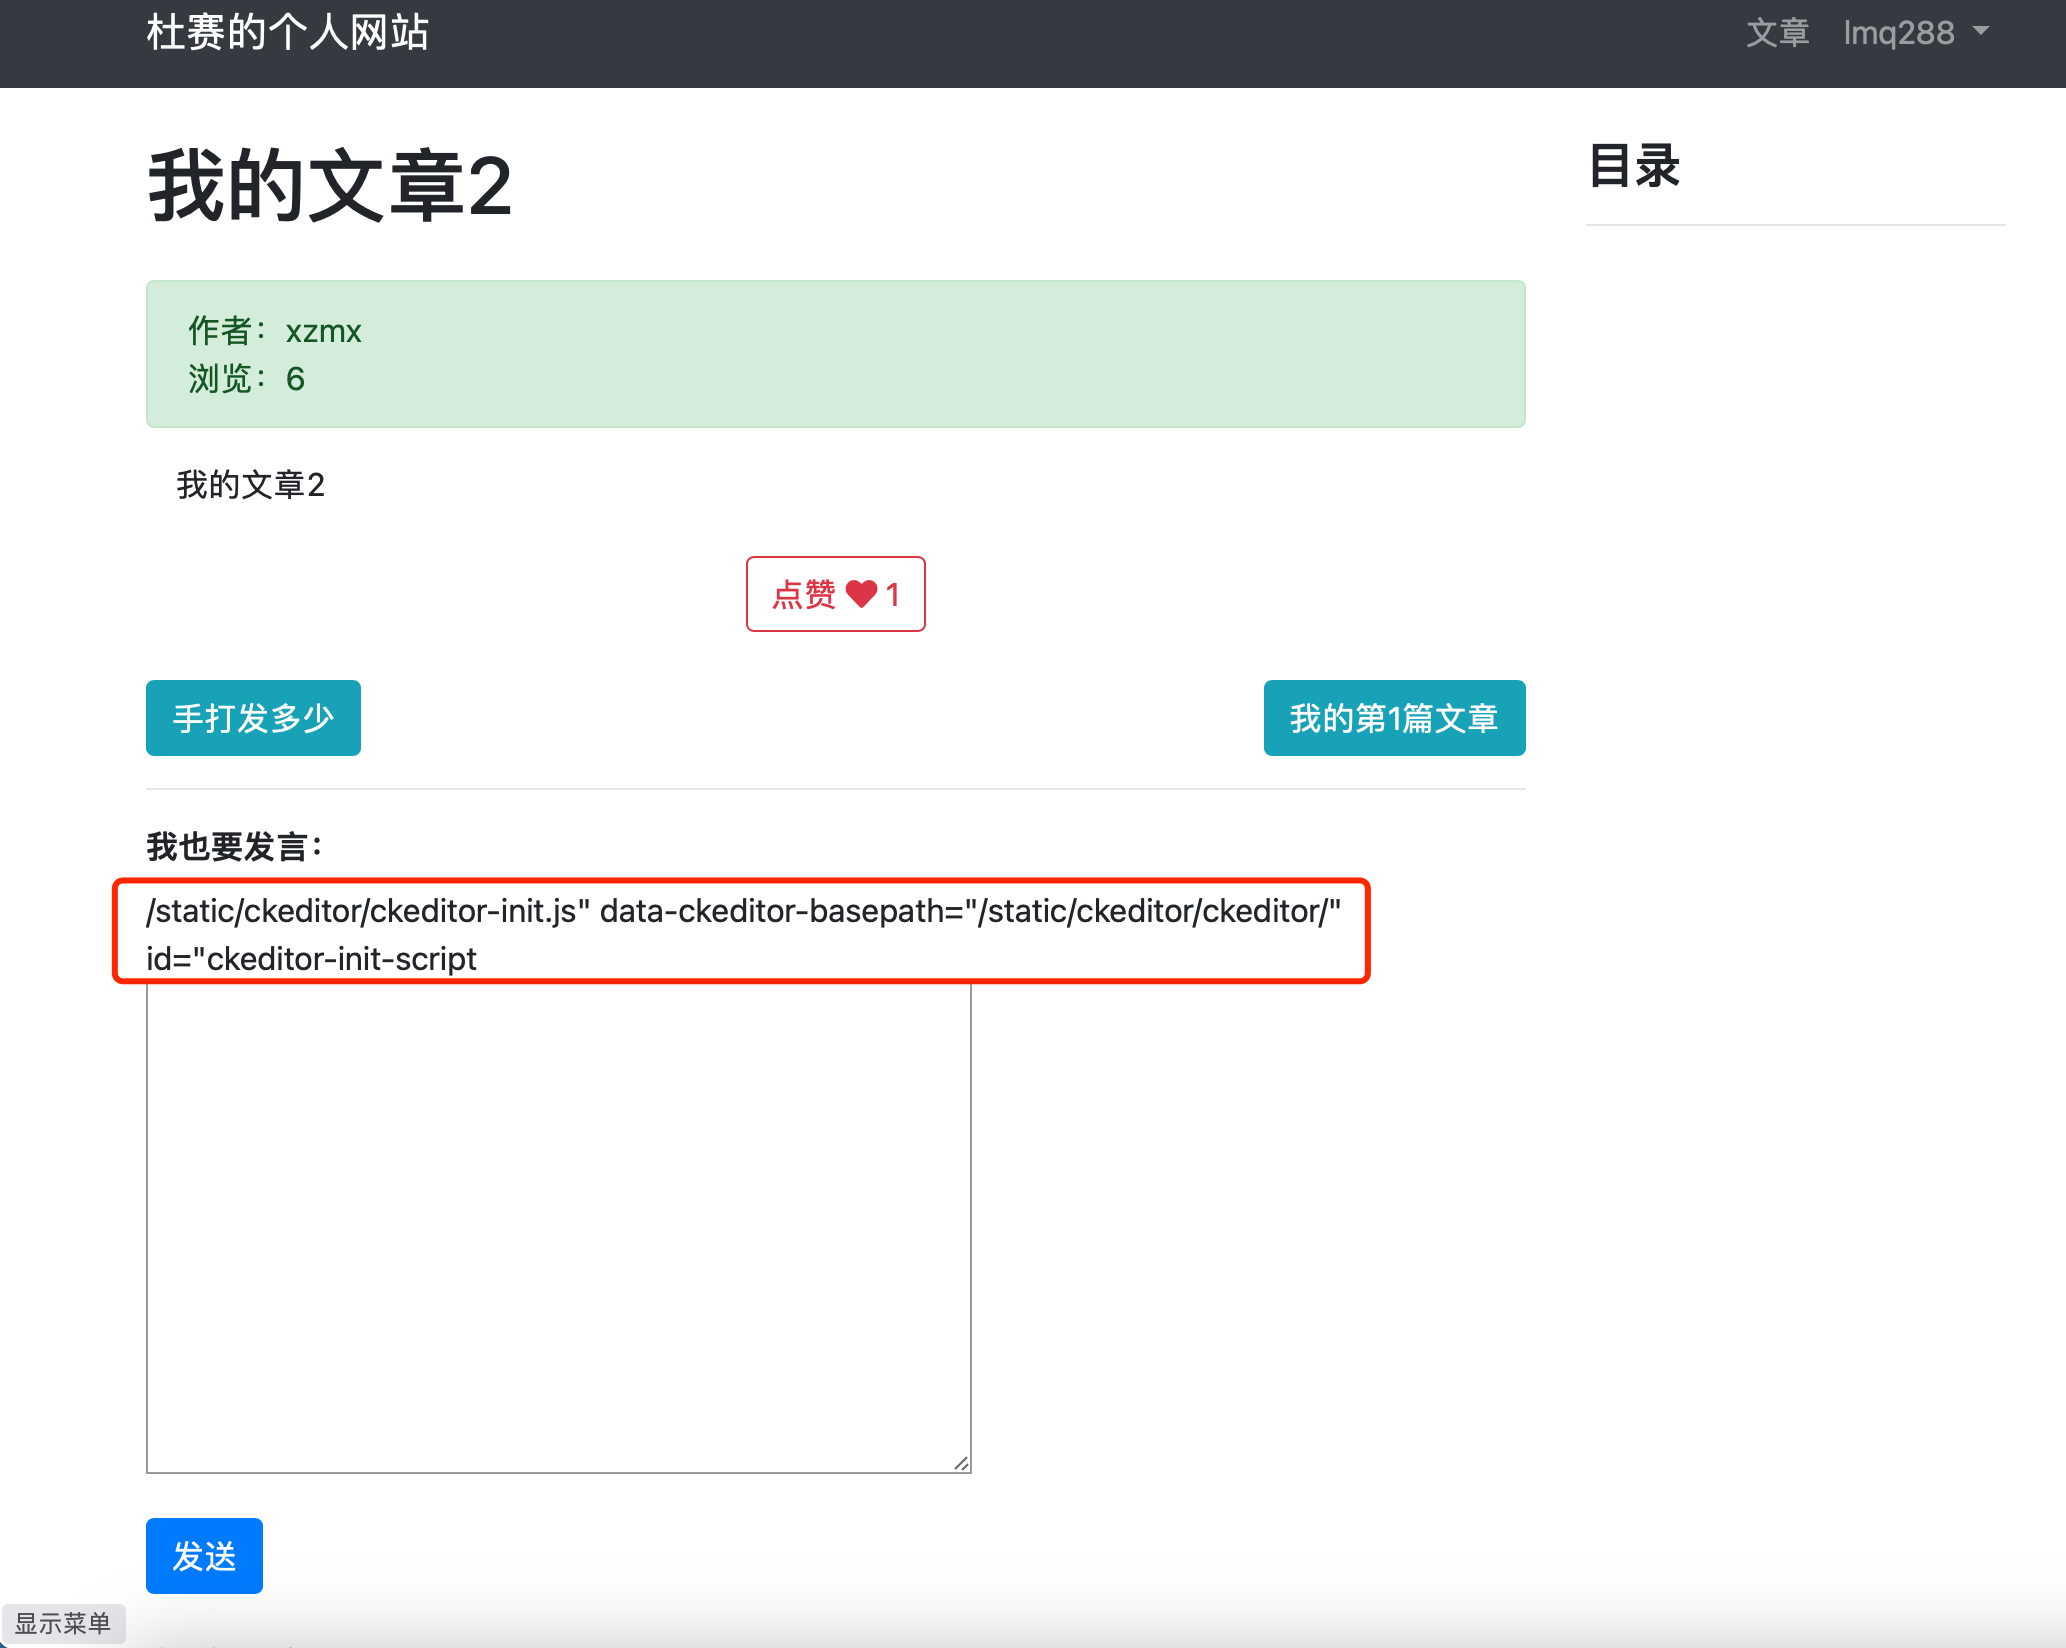 杜赛的个人网站
文章 lmq288
我的文章2
目录
作者：xzmx
浏览：6
我的文章2
点赞 1
手打发多少
我的第1篇文章
我也要发言：
/static/ckeditor/ckeditor-init.js" data-ckeditor-basepath="/static/ckeditor/ckeditor/"
id="ckeditor-init-script
发送
显示菜单